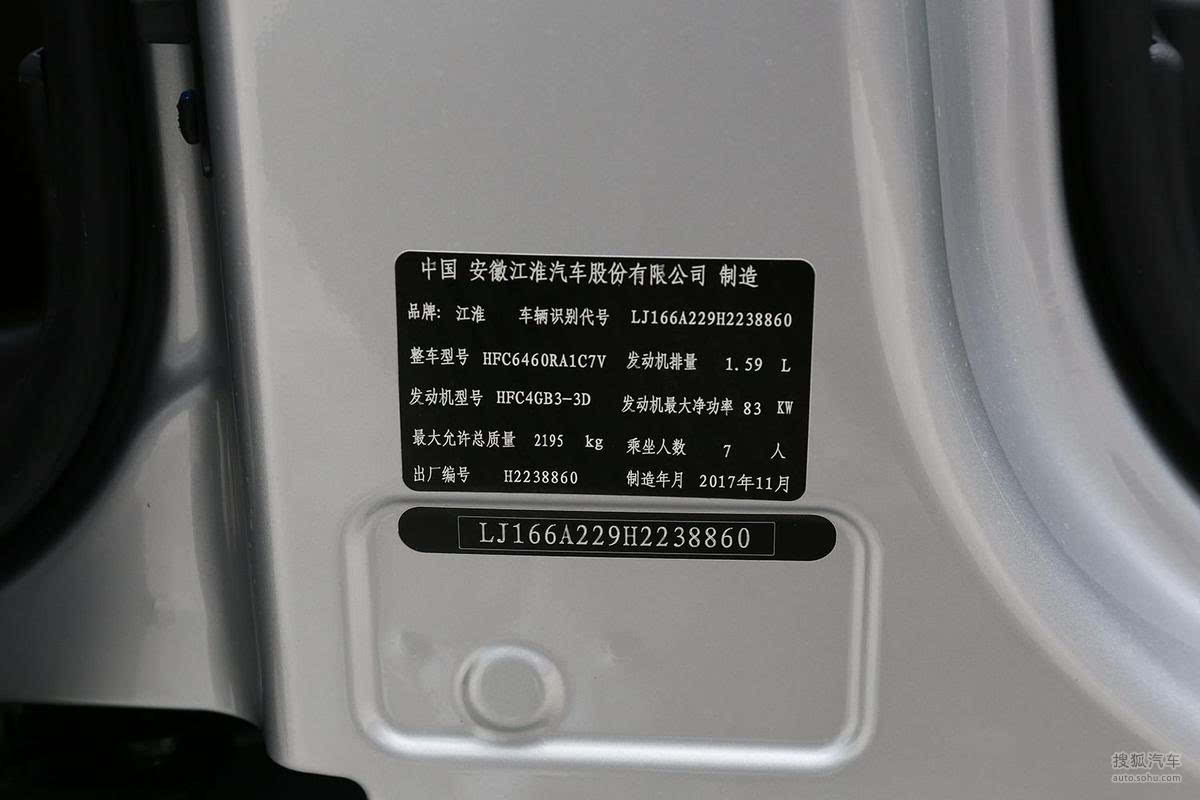 中国 安徽江淮汽车股份有限公司 制造
品牌: 江淮 车辆识别代号 LJ166A229H2238860
整车型号 HFC6460RA1C7V 发动机排量 1.59 L
发动机型号 HFC4GB3-3D 发动机最大净功率 83 KW
最大允许总质量 2195 kg 乘坐人数 7 人
出厂编号 H2238860 制造年月 2017年11月
LJ166A229H2238860
搜狐汽车
auto.sohu.com